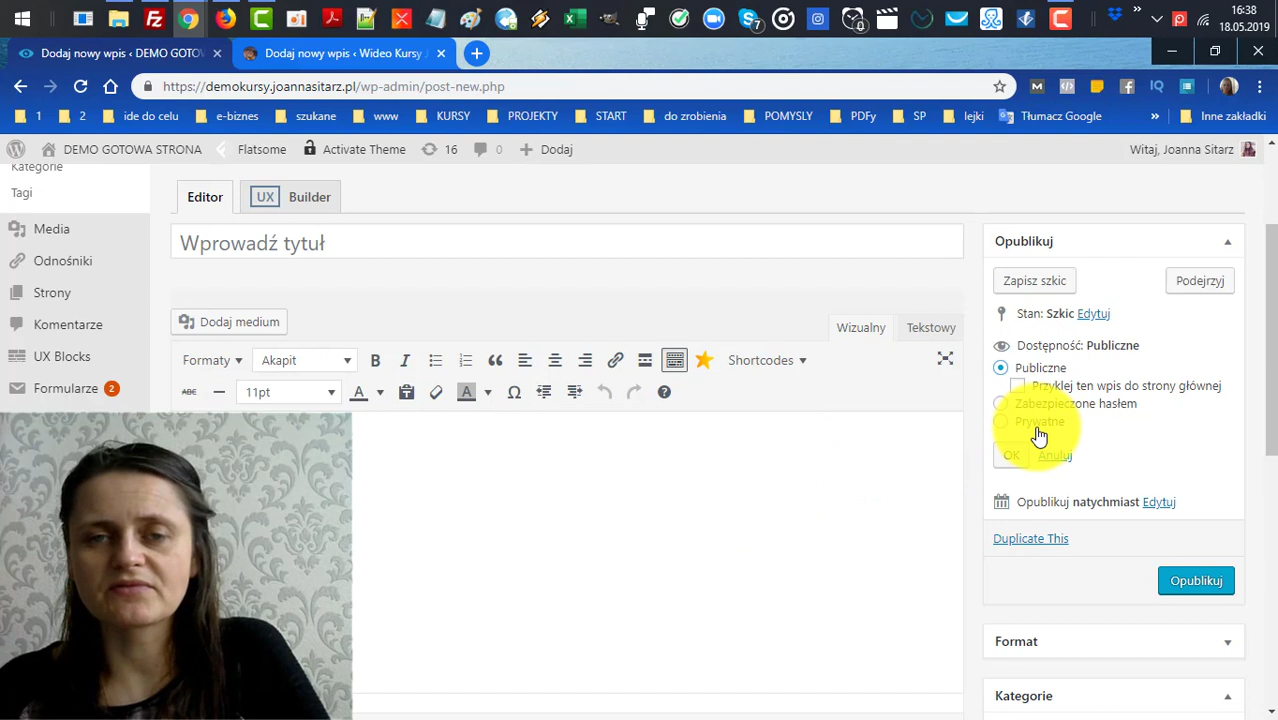 16:38
18.05.2019
Dodaj nowy wpis ‹ DEMO GOTOW
Dodaj nowy wpis ‹ Wideo Kursy
https://demokursy.joannasitarz.pl/wp-admin/post-new.php
1 2 ide do celu e-biznes szukane www KURSY PROJEKTY START do zrobienia POMYSLY PDFy SP lejki Tłumacz Google » Inne zakładki
DEMO GOTOWA STRONA Flatsome Activate Theme 16 0 Dodaj Witaj, Joanna Sitarz
Kategorie
Tagi
Media
Odnośniki
Strony
Komentarze
UX Blocks
Formularze 2
Editor UX Builder
Wprowadź tytuł
Dodaj medium
Wizualny Tekstowy
Formaty Akapit Shortcodes
ABC 11pt A A
Opublikuj
Zapisz szkic Podejrzyj
Stan: Szkic Edytuj
Dostępność: Publiczne
Publiczne
Przyklej ten wpis do strony głównej
Zabezpieczone hasłem
Prywatne
OK Anuluj
Opublikuj natychmiast Edytuj
Duplicate This
Opublikuj
Format
Kategorie